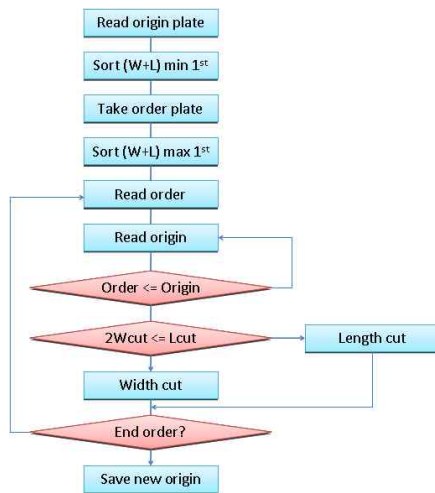 Read origin plate
Sort (W+L) min 1st
Take order plate
Sort (W+L) max 1st
Read order
Read origin
Order <= Origin
2Wcut <= Lcut
Length cut
Width cut
End order?
Save new origin